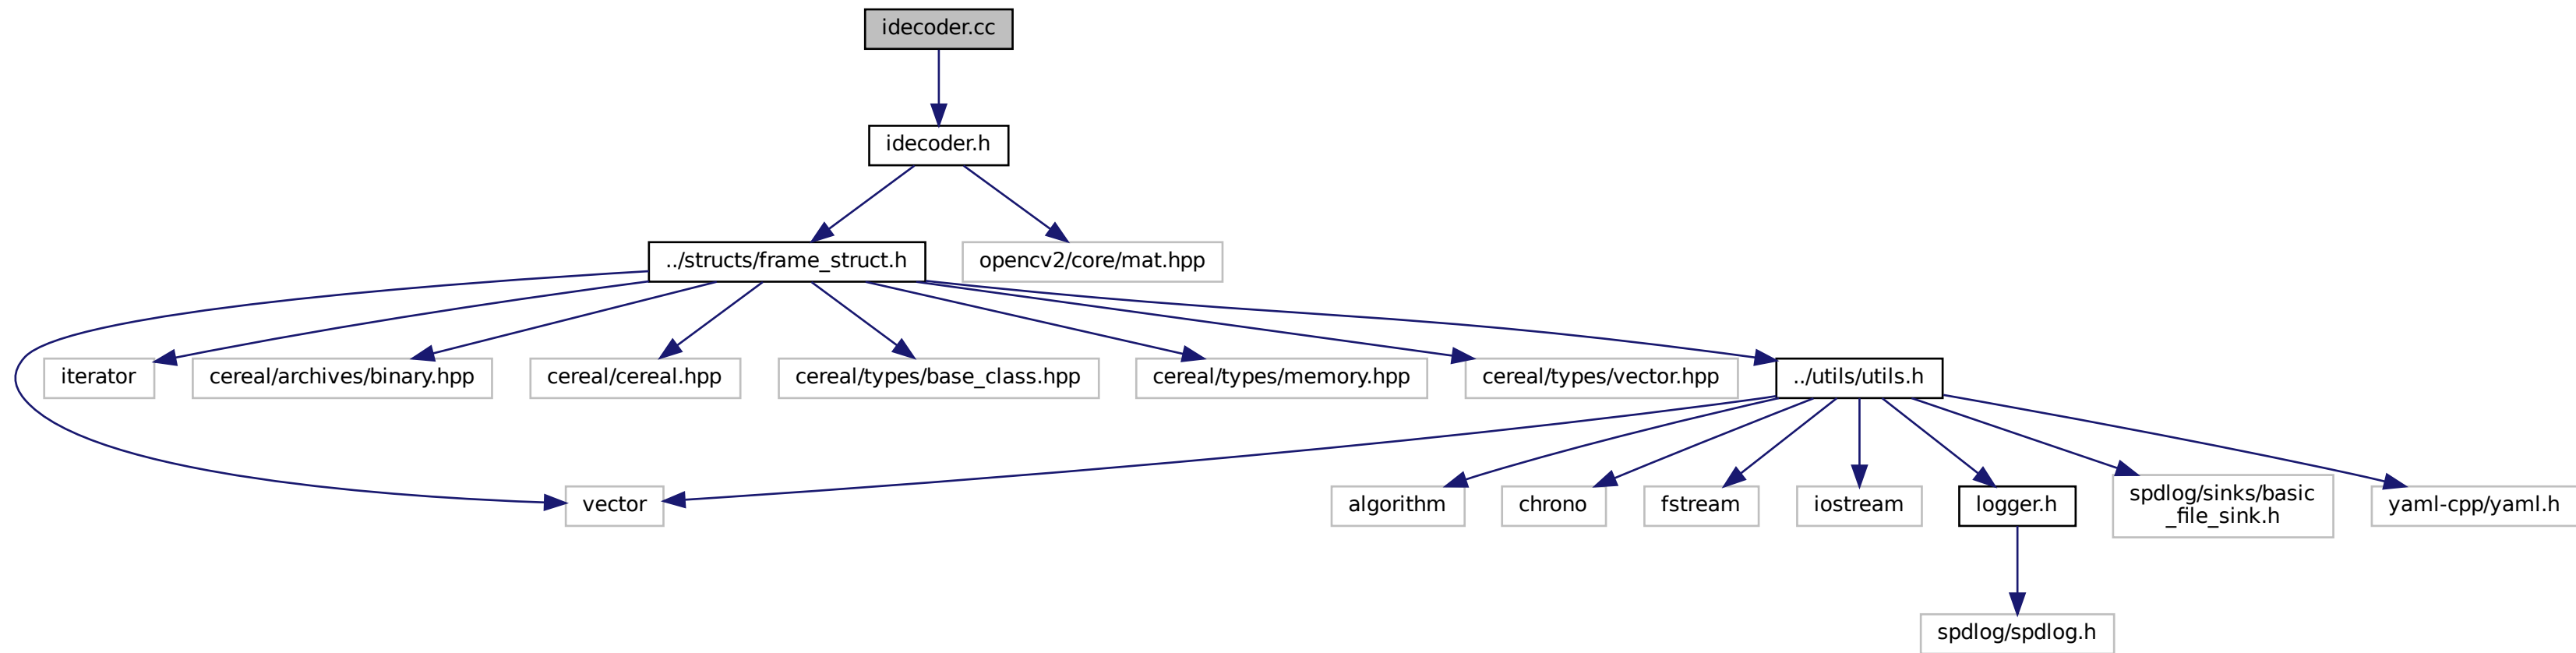 idecoder.cc
idecoder.h
../structs/frame_struct.h
opencv2/core/mat.hpp
iterator
cereal/archives/binary.hpp
cereal/cereal.hpp
cereal/types/base_class.hpp
cereal/types/memory.hpp
cereal/types/vector.hpp
../utils/utils.h
vector
algorithm
chrono
fstream
iostream
logger.h
spdlog/sinks/basic
_file_sink.h
yaml-cpp/yaml.h
spdlog/spdlog.h